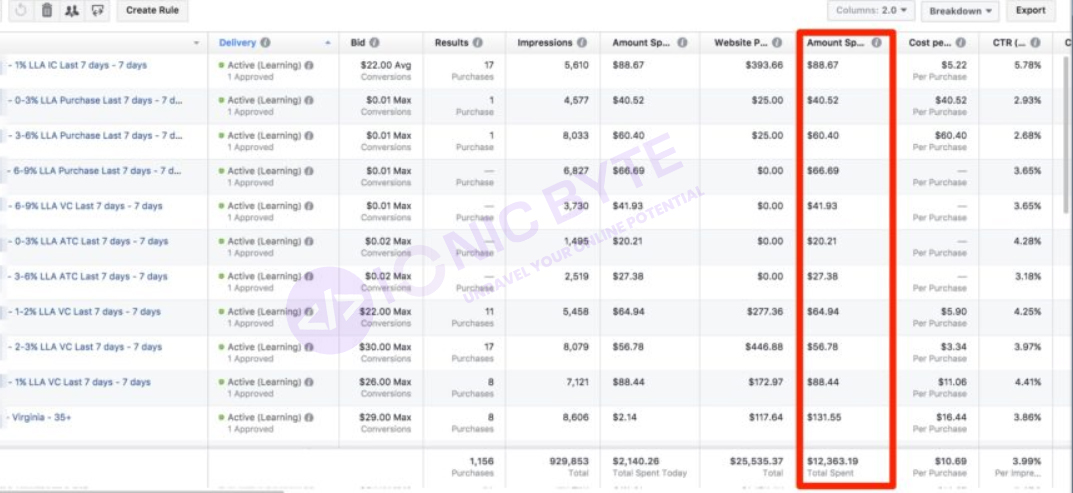 Create Rule Columns: 2.0 Breakdown Export
Delivery Bid Results Impressions Amount Sp... Website P... Amount Sp... Cost pe... CTR (...
- 1% LLA IC Last 7 days - 7 days Active (Learning) $22.00 Avg 17 5,610 $88.67 $393.66 $88.67 $5.22 5.78%
1 Approved Conversions Purchases Per Purchase
- 0-3% LLA Purchase Last 7 days - 7 d... Active (Learning) $0.01 Max 1 4,577 $40.52 $25.00 $40.52 $40.52 2.93%
1 Approved Conversions Purchase Per Purchase
- 3-6% LLA Purchase Last 7 days - 7 d... Active (Learning) $0.01 Max 1 8,033 $60.40 $25.00 $60.40 $60.40 2.68%
1 Approved Conversions Purchase Per Purchase
- 6-9% LLA Purchase Last 7 days - 7 d... Active (Learning) $0.01 Max — 6,827 $66.69 $0.00 $66.69 — 3.65%
1 Approved Conversions Purchase Per Purchase
- 6-9% LLA VC Last 7 days - 7 days Active (Learning) $0.01 Max — 3,730 $41.93 $0.00 $41.93 — 3.65%
1 Approved Conversions Purchase Per Purchase
- 0-3% LLA ATC Last 7 days - 7 days Active (Learning) $0.02 Max — 1,495 $20.21 $0.00 $20.21 — 4.28%
1 Approved Conversions Purchase Per Purchase
- 3-6% LLA ATC Last 7 days - 7 days Active (Learning) $0.02 Max — 2,519 $27.38 $0.00 $27.38 — 3.18%
1 Approved Conversions Purchase Per Purchase
- 1-2% LLA VC Last 7 days - 7 days Active (Learning) $22.00 Max 11 5,458 $64.94 $277.36 $64.94 $5.90 4.25%
1 Approved Conversions Purchases Per Purchase
- 2-3% LLA VC Last 7 days - 7 days Active (Learning) $30.00 Max 17 8,079 $56.78 $446.88 $56.78 $3.34 3.97%
1 Approved Conversions Purchases Per Purchase
- 1% LLA VC Last 7 days - 7 days Active (Learning) $26.00 Max 8 7,121 $88.44 $172.97 $88.44 $11.06 4.41%
1 Approved Conversions Purchases Per Purchase
- Virginia - 35+ Active (Learning) $29.00 Max 8 8,606 $2.14 $117.64 $131.55 $16.44 3.86%
1 Approved Conversions Purchases Per Purchase
1,156 929,853 $2,140.26 $25,535.37 $12,363.19 $10.69 3.99%
Purchases Total Total Spent Today Total Total Spent Per Purchase Per Impre...
IONIC BYTE
UNRAVEL YOUR ONLINE POTENTIAL